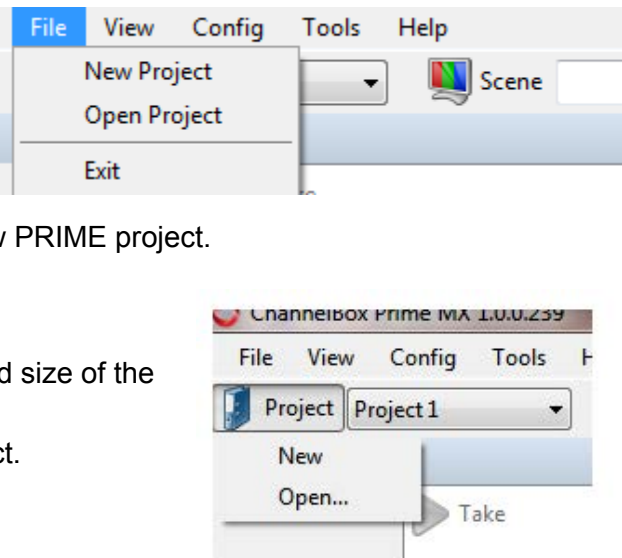 File View Config Tools Help
New Project
Scene
Open Project
Exit
PRIME project.
ChannelBox Prime MX 1.0.0.239
File View Config Tools
d size of the
Project Project 1
New
Open...
Take